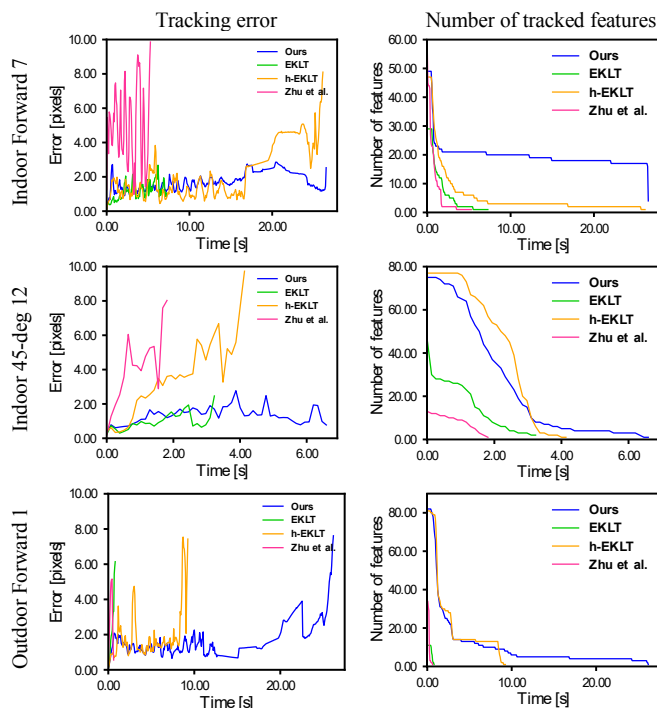 Tracking error
Number of tracked features
Indoor Forward 7
Error [pixels]
10.00
8.00
6.00
4.00
2.00
0.00
0.00
10.00
20.00
Time [s]
Ours
EKLT
h-EKLT
Zhu et al.
Number of features
60.00
50.00
40.00
30.00
20.00
10.00
0.00
0.00
10.00
20.00
Time [s]
Ours
EKLT
h-EKLT
Zhu et al.
Indoor 45-deg 12
Error [pixels]
10.00
8.00
6.00
4.00
2.00
0.00
0.00
2.00
4.00
6.00
Time [s]
Ours
EKLT
h-EKLT
Zhu et al.
Number of features
80.00
60.00
40.00
20.00
0.00
0.00
2.00
4.00
6.00
Time [s]
Ours
EKLT
h-EKLT
Zhu et al.
Outdoor Forward 1
Error [pixels]
10.00
8.00
6.00
4.00
2.00
0.00
0.00
10.00
20.00
Time [s]
Ours
EKLT
h-EKLT
Zhu et al.
Number of features
80.00
60.00
40.00
20.00
0.00
0.00
10.00
20.00
Time [s]
Ours
EKLT
h-EKLT
Zhu et al.